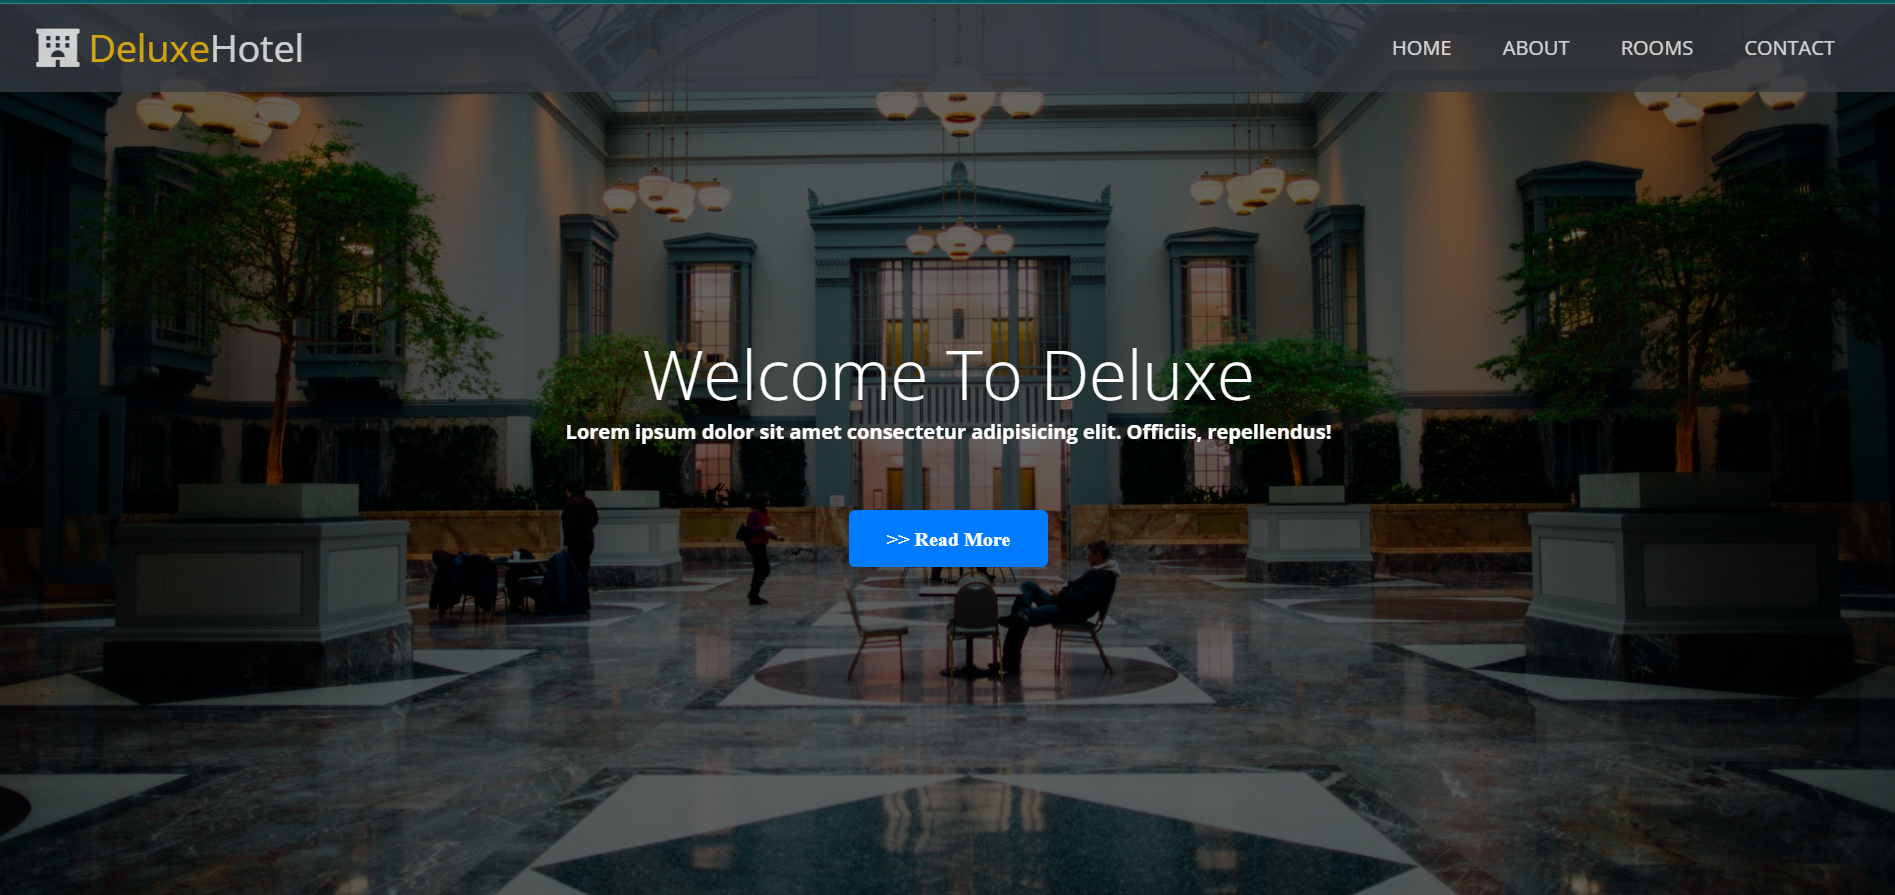 DeluxeHotel
HOME ABOUT ROOMS CONTACT
Welcome To Deluxe
Lorem ipsum dolor sit amet consectetur adipisicing elit. Officiis, repellendus!
>> Read More